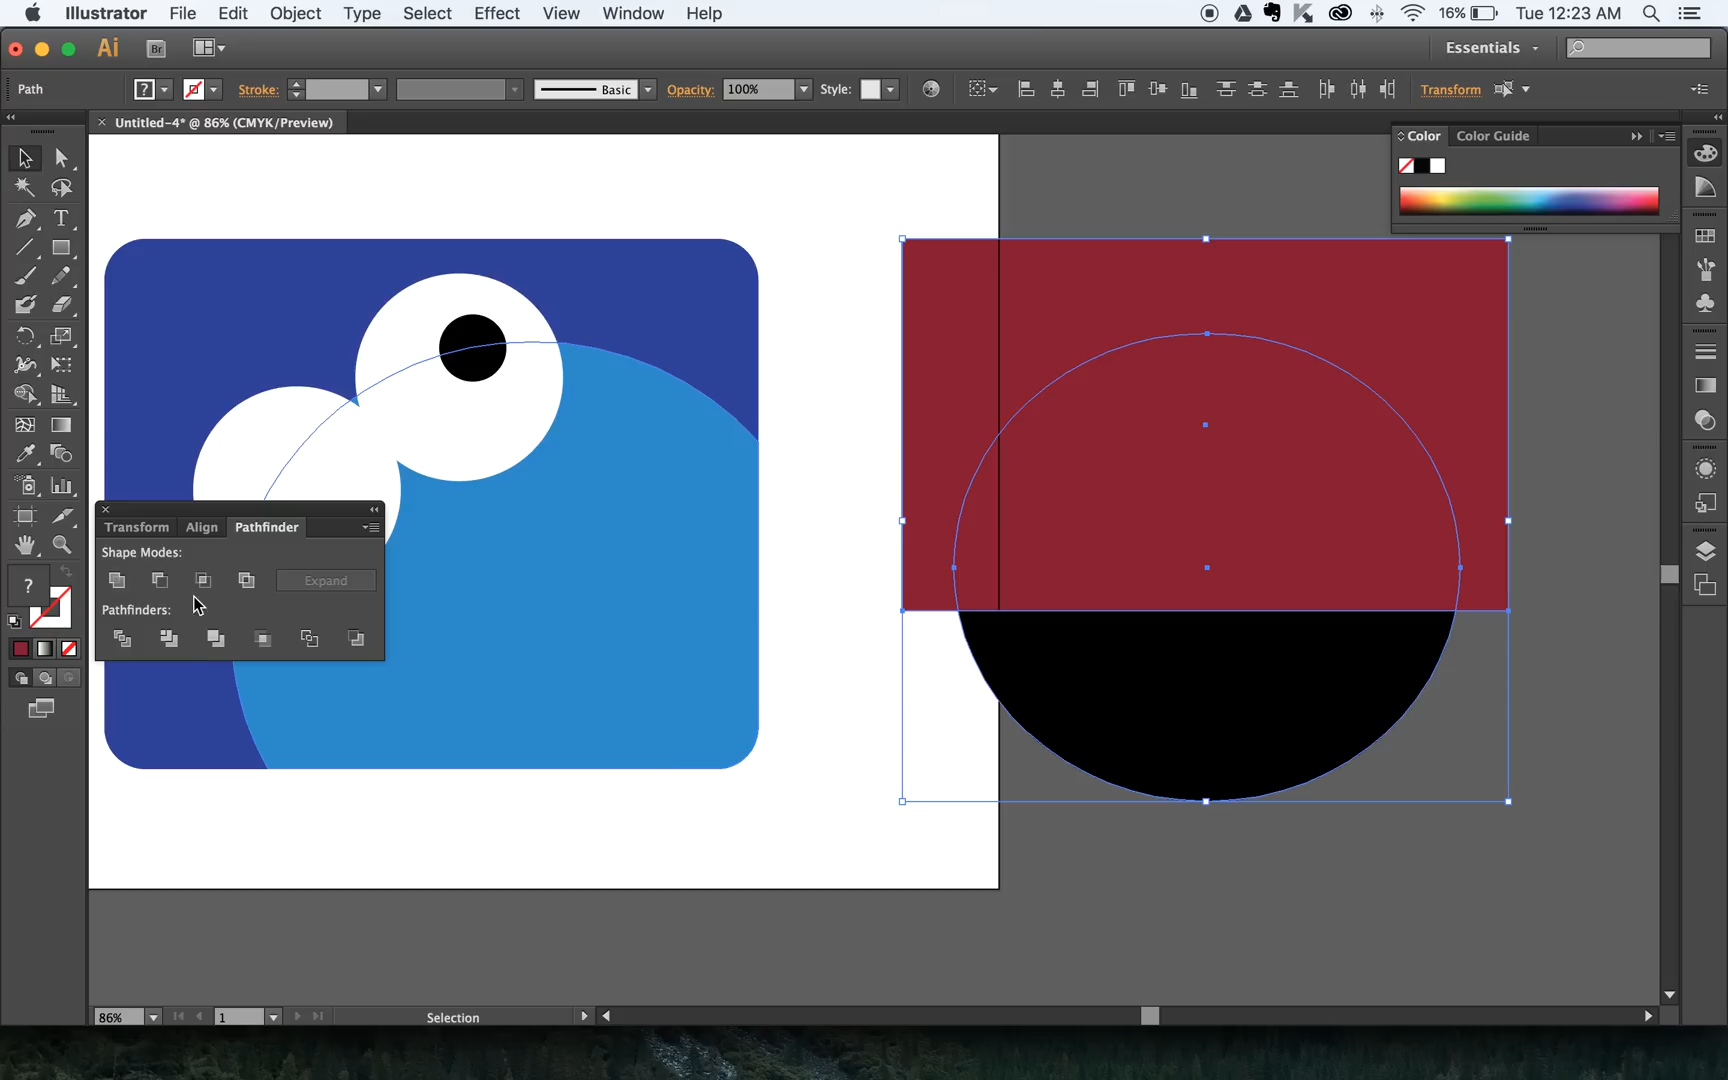 Illustrator File Edit Object Type Select Effect View Window Help 16% Tue 12:23 AM
Ai Br Essentials
Path ? Stroke: Basic Opacity: 100% Style: Transform
× Untitled-4* @ 86% (CMYK/Preview)
Color Color Guide
T
Transform Align Pathfinder
Shape Modes:
Expand
?
Pathfinders:
86% 1 Selection